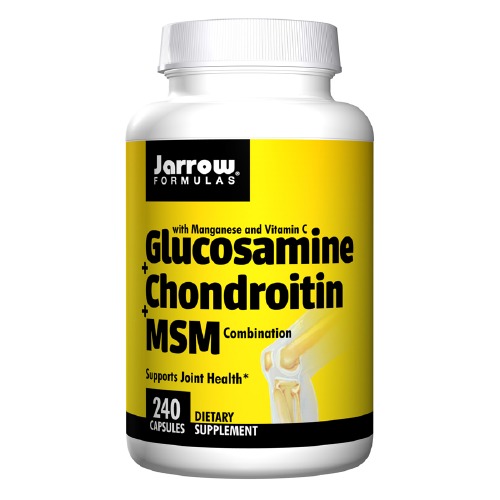 Jarrow
FORMULAS®
with Manganese and Vitamin C
Glucosamine
+
Chondroitin
+
MSM Combination
Supports Joint Health*
240
CAPSULES
DIETARY
SUPPLEMENT